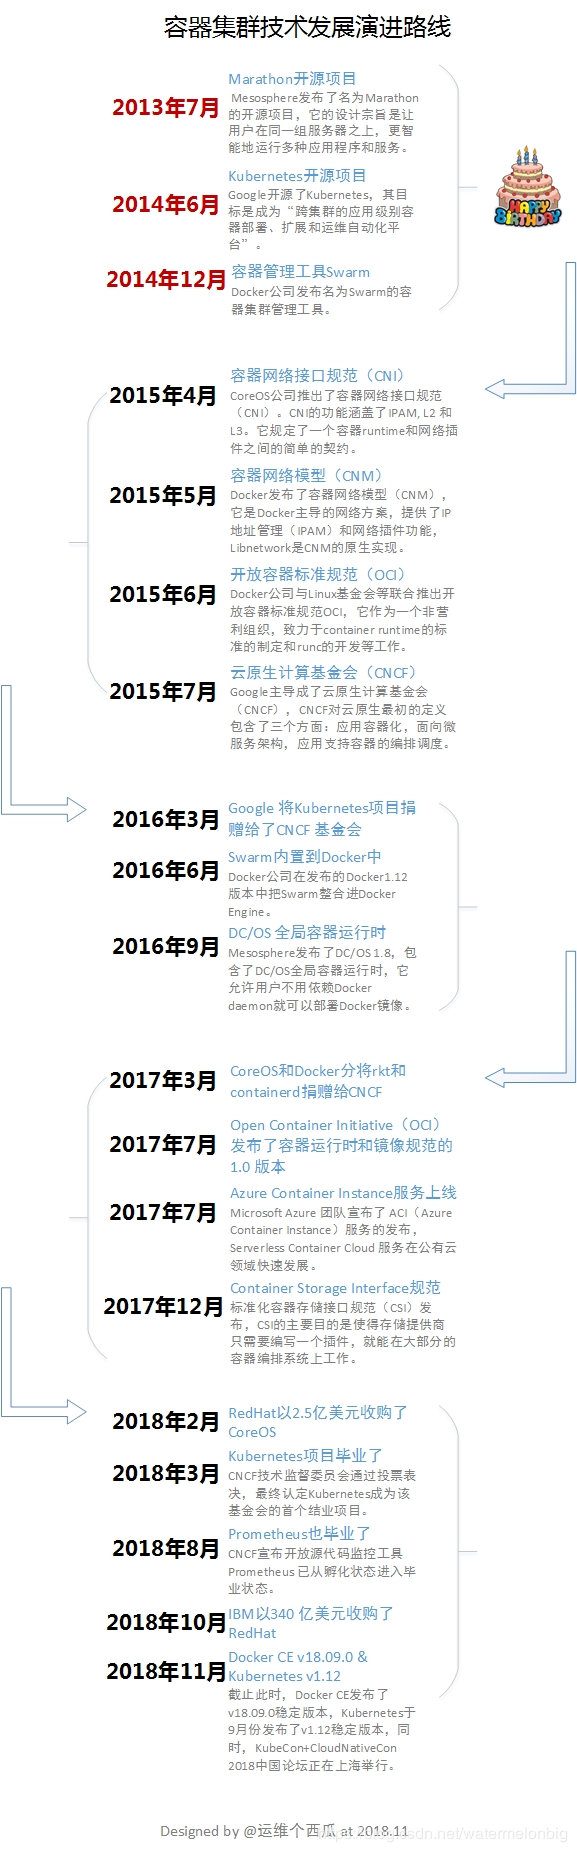 容器集群技术发展演进路线
Marathon开源项目
2013年7月
Mesosphere发布了名为Marathon
的开源项目，它的设计宗旨是让
用户在同一组服务器之上，更智
能地运行多种应用程序和服务。
Kubernetes开源项目
2014年6月
Google开源了Kubernetes，其目
标是成为“跨集群的应用级别容
器部署、扩展和运维自动化平
台”。
HAPPY
BIRTHDAY
2014年12月
容器管理工具Swarm
Docker公司发布名为Swarm的容
器集群管理工具。
容器网络接口规范（CNI）
2015年4月
CoreOS公司推出了容器网络接口规范
（CNI）。CNI的功能涵盖了IPAM, L2 和
L3。它规定了一个容器runtime和网络插
件之间的简单的契约。
容器网络模型（CNM）
2015年5月
Docker发布了容器网络模型（CNM），
它是Docker主导的网络方案，提供了IP
地址管理（IPAM）和网络插件功能，
Libnetwork是CNM的原生实现。
开放容器标准规范（OCI）
2015年6月
Docker公司与Linux基金会等联合推出开
放容器标准规范OCI，它作为一个非营
利组织，致力于container runtime的标
准的制定和runc的开发等工作。
云原生计算基金会（CNCF）
2015年7月
Google主导成了云原生计算基金会
（CNCF），CNCF对云原生最初的定义
包含了三个方面：应用容器化，面向微
服务架构，应用支持容器的编排调度。
2016年3月
Google 将Kubernetes项目捐
赠给了CNCF 基金会
2016年6月
Swarm内置到Docker中
Docker公司在发布的Docker1.12
版本中把Swarm整合进Docker
Engine。
2016年9月
DC/OS 全局容器运行时
Mesosphere发布了DC/OS 1.8，包
含了DC/OS全局容器运行时，它
允许用户不用依赖Docker
daemon就可以部署Docker镜像。
2017年3月
CoreOS和Docker分将rkt和
containerd捐赠给CNCF
2017年7月
Open Container Initiative（OCI）
发布了容器运行时和镜像规范的
1.0 版本
2017年7月
Azure Container Instance服务上线
Microsoft Azure 团队宣布了 ACI（Azure
Container Instance）服务的发布，
Serverless Container Cloud 服务在公有云
领域快速发展。
2017年12月
Container Storage Interface规范
标准化容器存储接口规范（CSI）发
布，CSI的主要目的是使得存储提供商
只需要编写一个插件，就能在大部分的
容器编排系统上工作。
2018年2月
RedHat以2.5亿美元收购了
CoreOS
2018年3月
Kubernetes项目毕业了
CNCF技术监督委员会通过投票表
决，最终认定Kubernetes成为该
基金会的首个结业项目。
2018年8月
Prometheus也毕业了
CNCF宣布开放源代码监控工具
Prometheus 已从孵化状态进入毕
业状态。
2018年10月
IBM以340 亿美元收购了
RedHat
2018年11月
Docker CE v18.09.0 &
Kubernetes v1.12
截止此时，Docker CE发布了
v18.09.0稳定版本，Kubernetes于
9月份发布了v1.12稳定版本，同
时，KubeCon+CloudNativeCon
2018中国论坛正在上海举行。
Designed by @运维个西瓜 at 2018.11
https://blog.csdn.net/watermelonbig